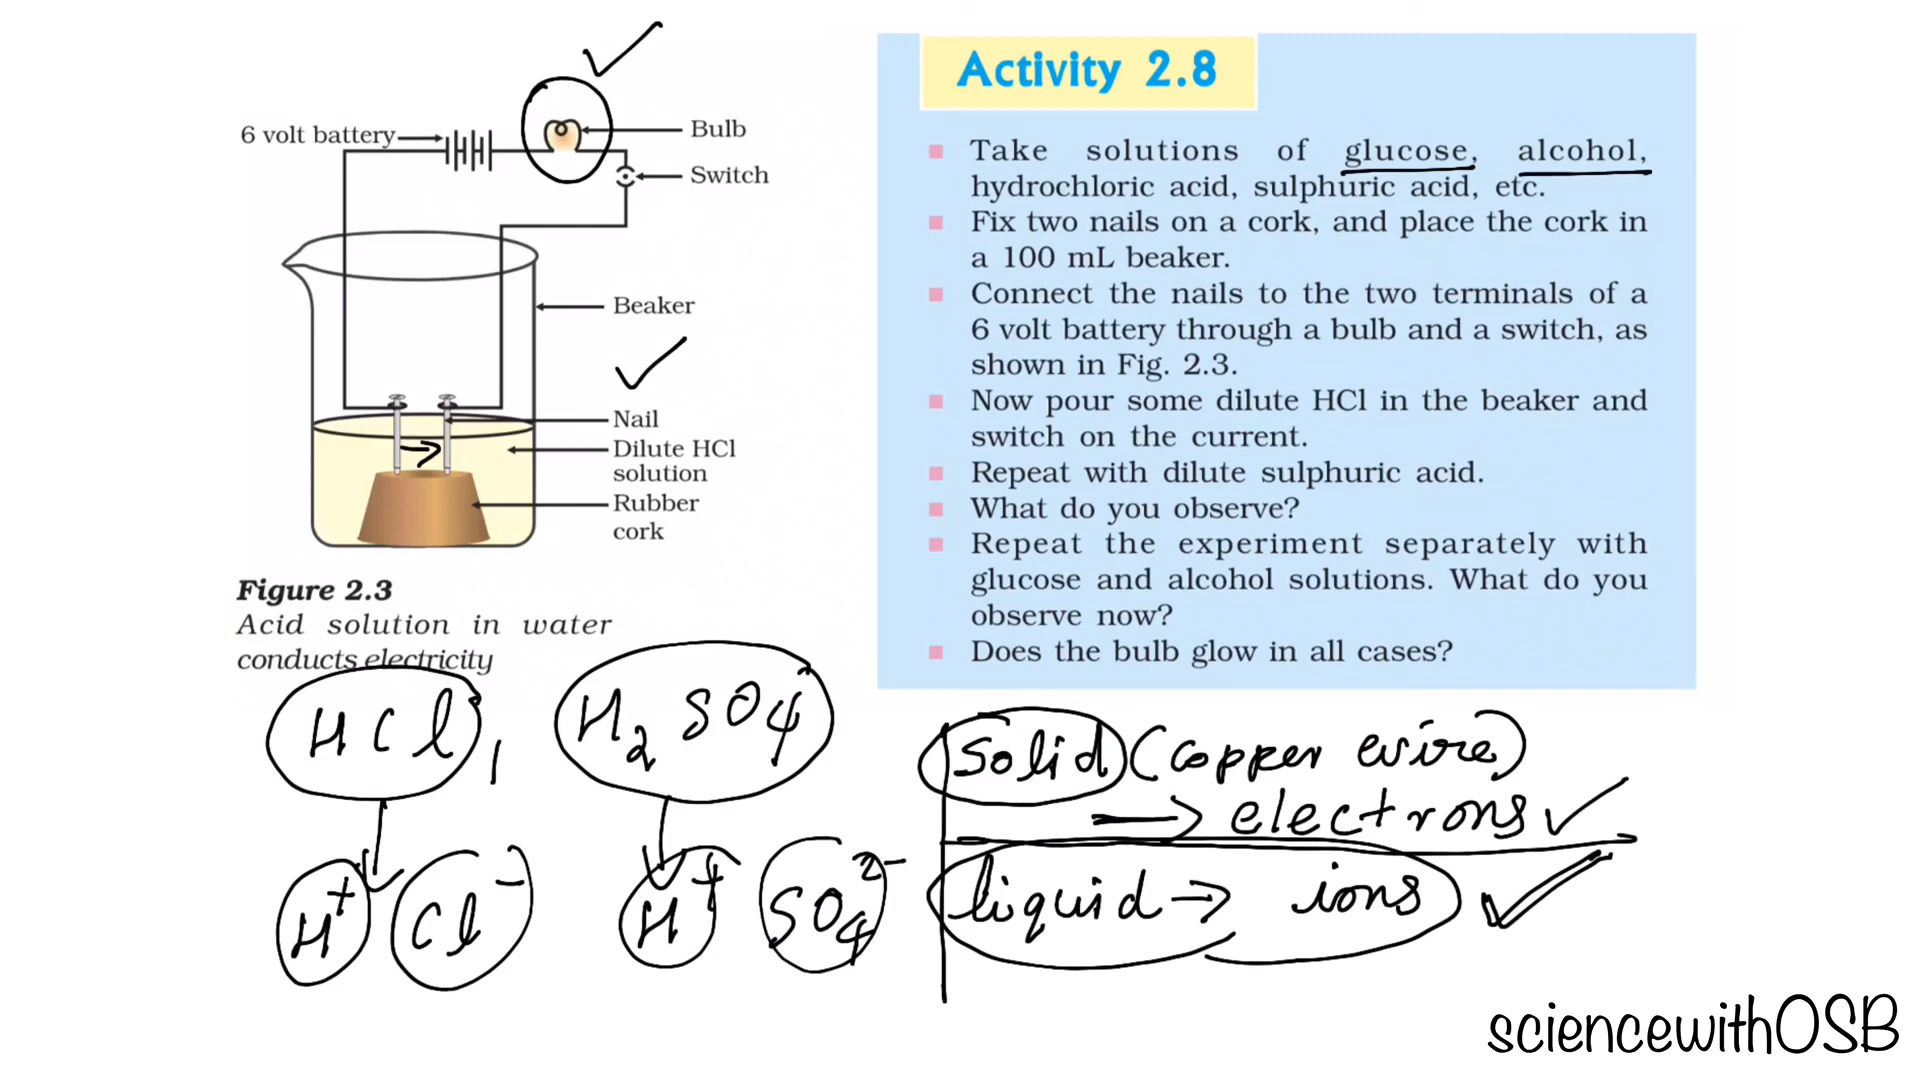 6 volt battery
Bulb
Switch
Beaker
Nail
Dilute HCl
solution
Rubber
cork
Figure 2.3
Acid solution in water
conducts electricity
Activity 2.8
Take solutions of glucose, alcohol,
hydrochloric acid, sulphuric acid, etc.
Fix two nails on a cork, and place the cork in
a 100 mL beaker.
Connect the nails to the two terminals of a
6 volt battery through a bulb and a switch, as
shown in Fig. 2.3.
Now pour some dilute HCl in the beaker and
switch on the current.
Repeat with dilute sulphuric acid.
What do you observe?
Repeat the experiment separately with
glucose and alcohol solutions. What do you
observe now?
Does the bulb glow in all cases?
HCl, H2SO4
H+ Cl- H+ SO4 2-
Solid (copper wire)
→ electrons ✓
liquid → ions ✓
sciencewithOSB